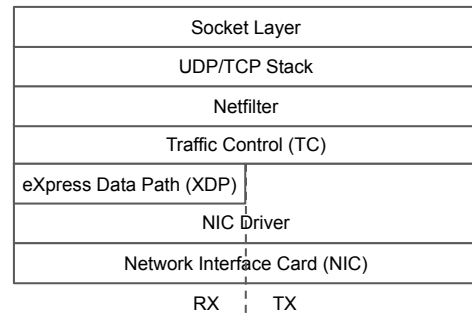 Socket Layer
UDP/TCP Stack
Netfilter
Traffic Control (TC)
eXpress Data Path (XDP)
NIC Driver
Network Interface Card (NIC)
RX TX